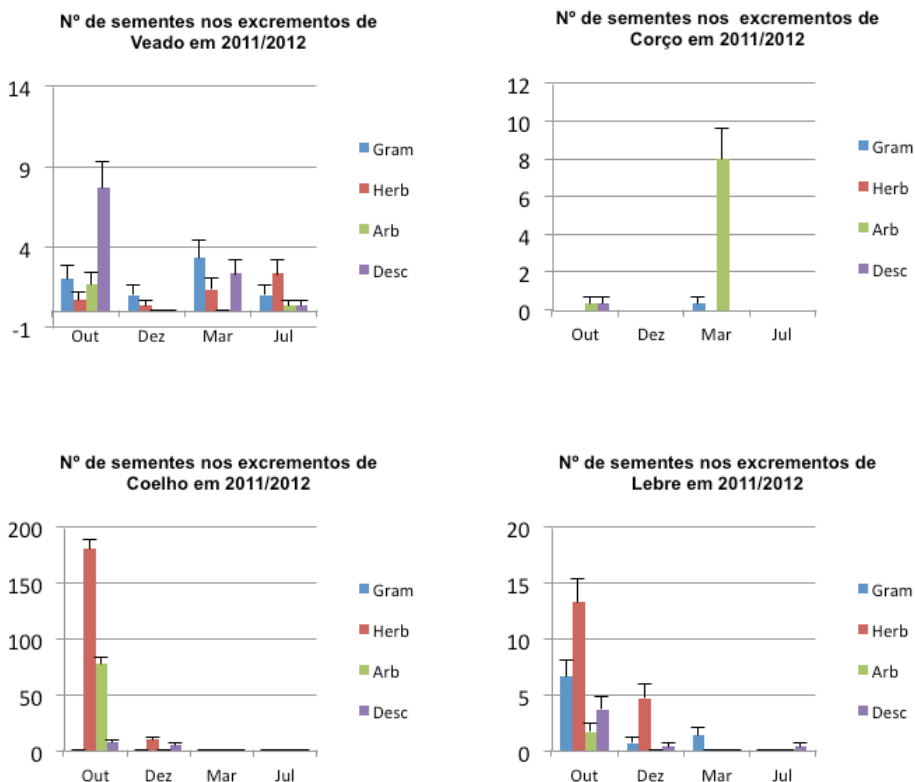 Nº de sementes nos excrementos de
Veado em 2011/2012
14
9
4
-1
Out Dez Mar Jul
Gram
Herb
Arb
Desc
Nº de sementes nos excrementos de
Corço em 2011/2012
12
10
8
6
4
2
0
Out Dez Mar Jul
Gram
Herb
Arb
Desc
Nº de sementes nos excrementos de
Coelho em 2011/2012
200
150
100
50
0
Out Dez Mar Jul
Gram
Herb
Arb
Desc
Nº de sementes nos excrementos de
Lebre em 2011/2012
20
15
10
5
0
Out Dez Mar Jul
Gram
Herb
Arb
Desc